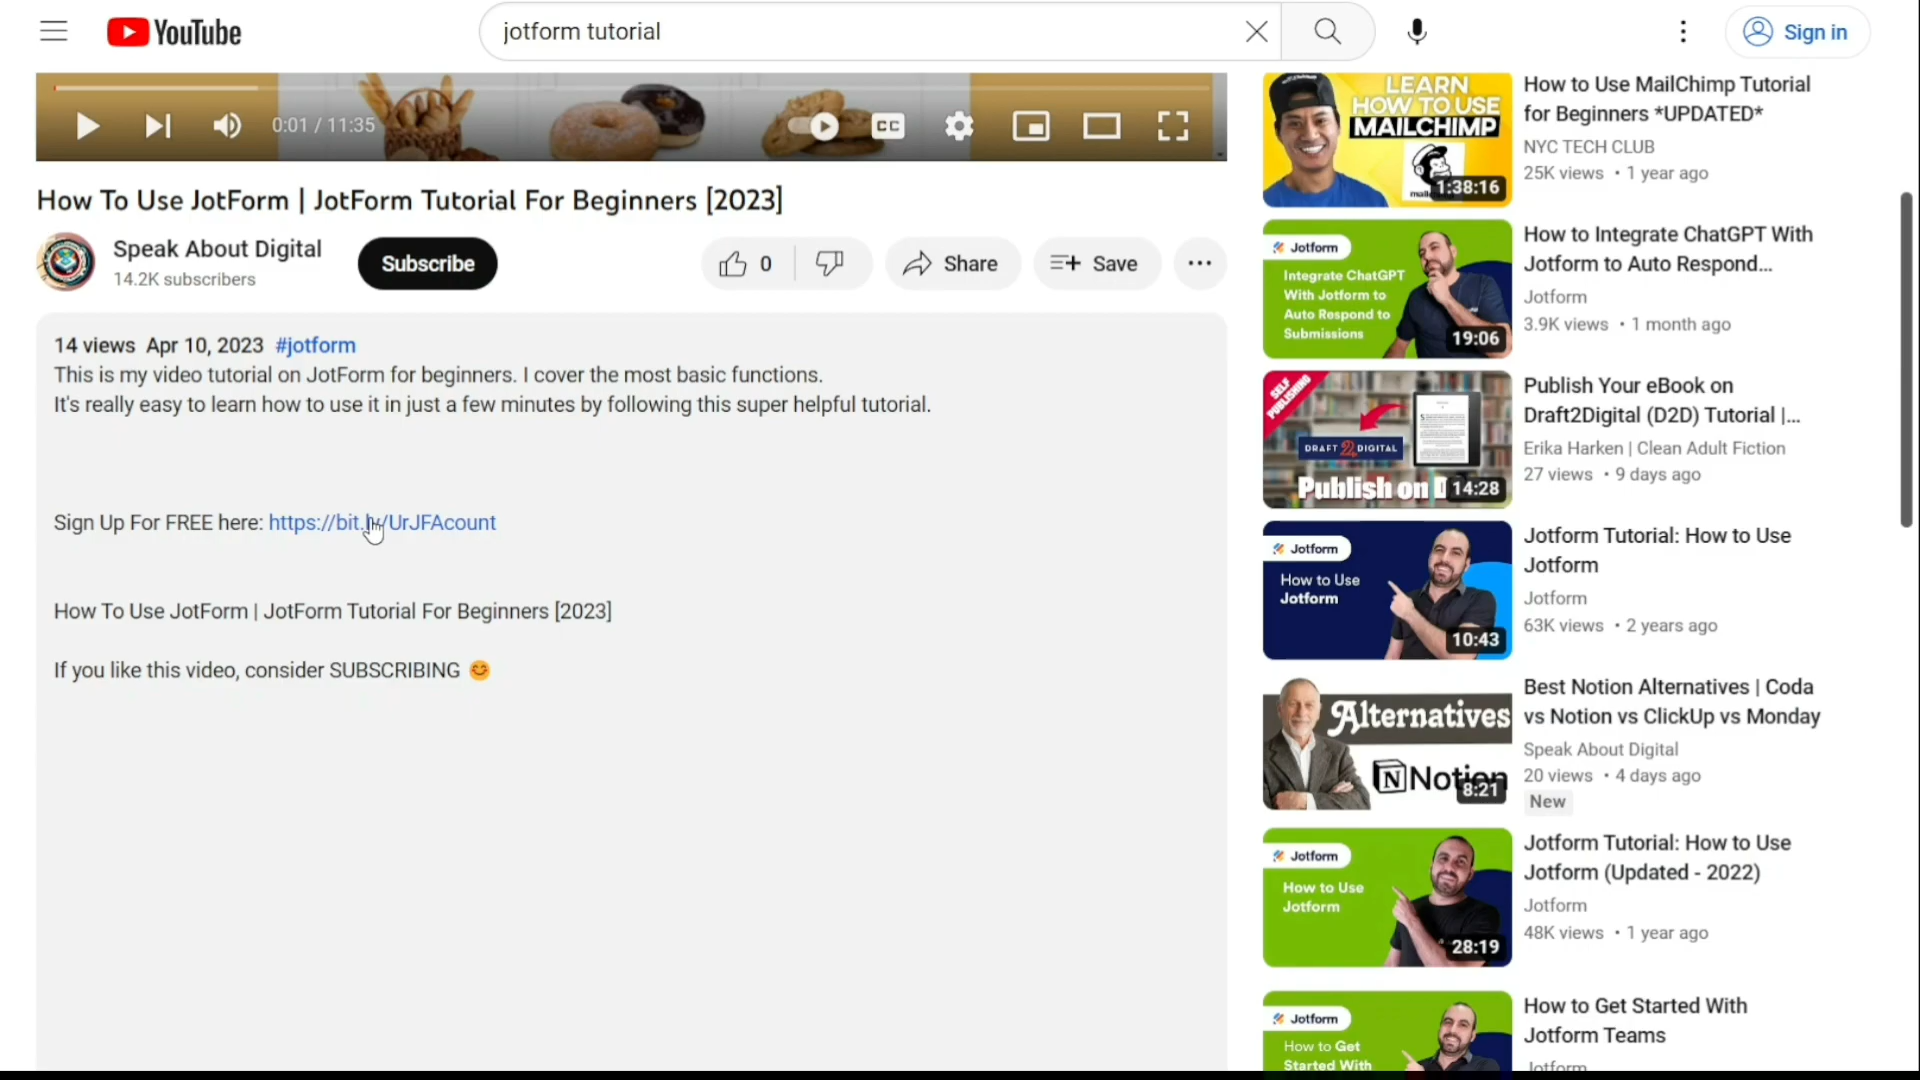 YouTube
jotform tutorial
Sign in
0:01 / 11:35
CC
How To Use JotForm | JotForm Tutorial For Beginners [2023]
Speak About Digital
14.2K subscribers
Subscribe
0
Share
Save
14 views Apr 10, 2023 #jotform
This is my video tutorial on JotForm for beginners. I cover the most basic functions.
It's really easy to learn how to use it in just a few minutes by following this super helpful tutorial.
Sign Up For FREE here: https://bit.ly/UrJFAcount
How To Use JotForm | JotForm Tutorial For Beginners [2023]
If you like this video, consider SUBSCRIBING 😊
LEARN
HOW TO USE
MAILCHIMP
1:38:16
How to Use MailChimp Tutorial
for Beginners *UPDATED*
NYC TECH CLUB
25K views • 1 year ago
Jotform
Integrate ChatGPT
With Jotform to
Auto Respond to
Submissions
19:06
How to Integrate ChatGPT With
Jotform to Auto Respond...
Jotform
3.9K views • 1 month ago
SELF
PUBLISHING
DRAFT 2 DIGITAL
Publish on
14:28
Publish Your eBook on
Draft2Digital (D2D) Tutorial |...
Erika Harken | Clean Adult Fiction
27 views • 9 days ago
Jotform
How to Use
Jotform
10:43
Jotform Tutorial: How to Use
Jotform
Jotform
63K views • 2 years ago
Alternatives
Notion
8:21
Best Notion Alternatives | Coda
vs Notion vs ClickUp vs Monday
Speak About Digital
20 views • 4 days ago
New
Jotform
How to Use
Jotform
28:19
Jotform Tutorial: How to Use
Jotform (Updated - 2022)
Jotform
48K views • 1 year ago
Jotform
How to Get
Started With
How to Get Started With
Jotform Teams
Jotform